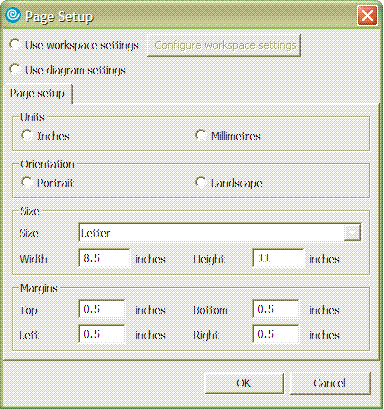 Page Setup
Use workspace settings Configure workspace settings
Use diagram settings
Page setup
Units
Inches Millimetres
Orientation
Portrait Landscape
Size
Size Letter
Width 8.5 inches Height 11 inches
Margins
Top 0.5 inches Bottom 0.5 inches
Left 0.5 inches Right 0.5 inches
OK Cancel